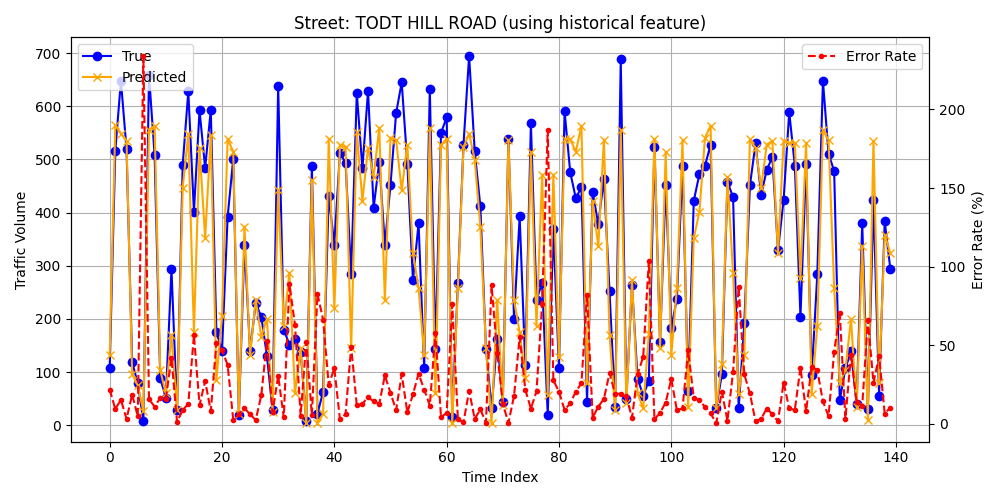 Street: TODT HILL ROAD (using historical feature)
True
Predicted
Error Rate
Traffic Volume
700
600
500
400
300
200
100
0
Error Rate (%)
200
150
100
50
0
0 20 40 60 80 100 120 140
Time Index